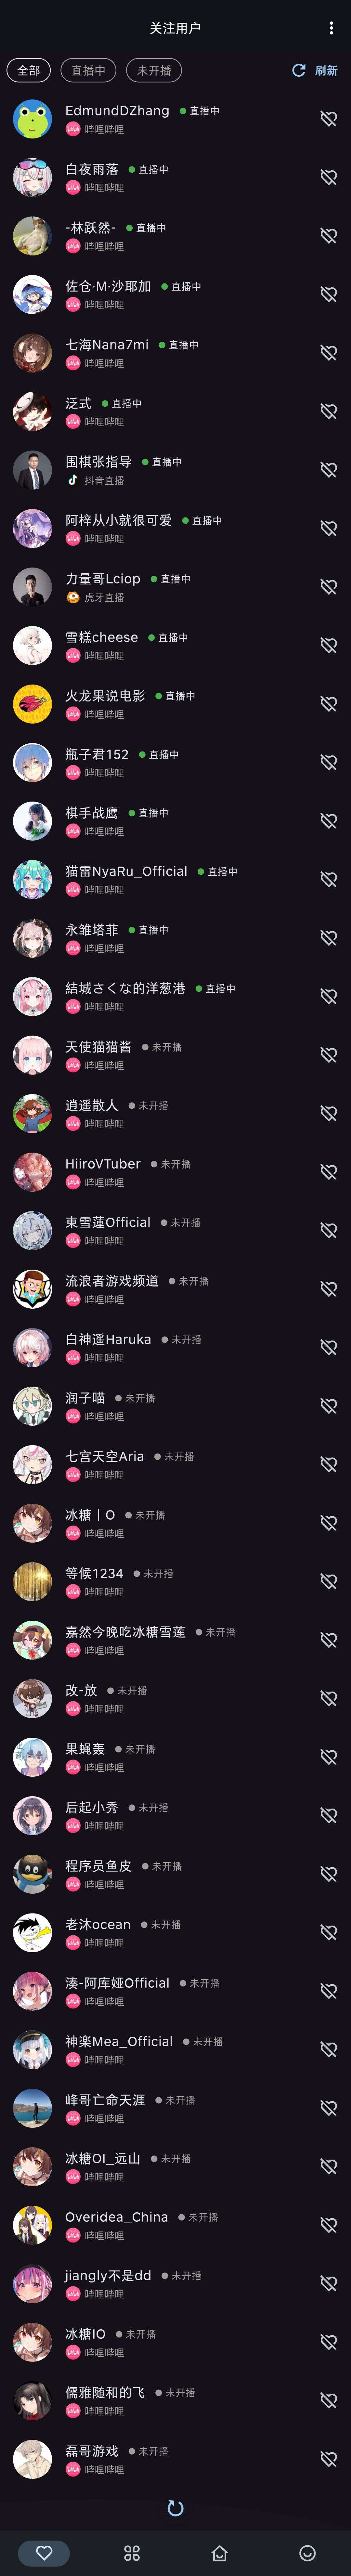 关注用户
全部 直播中 未开播 刷新
EdmundDZhang 直播中
哔哩哔哩
白夜雨落 直播中
哔哩哔哩
-林跃然- 直播中
哔哩哔哩
佐仓·M·沙耶加 直播中
哔哩哔哩
七海Nana7mi 直播中
哔哩哔哩
泛式 直播中
哔哩哔哩
围棋张指导 直播中
抖音直播
阿梓从小就很可爱 直播中
哔哩哔哩
力量哥Lciop 直播中
虎牙直播
雪糕cheese 直播中
哔哩哔哩
火龙果说电影 直播中
哔哩哔哩
瓶子君152 直播中
哔哩哔哩
棋手战鹰 直播中
哔哩哔哩
猫雷NyaRu_Official 直播中
哔哩哔哩
永雏塔菲 直播中
哔哩哔哩
結城さくな的洋葱港 直播中
哔哩哔哩
天使猫猫酱 未开播
哔哩哔哩
逍遥散人 未开播
哔哩哔哩
HiiroVTuber 未开播
哔哩哔哩
東雪蓮Official 未开播
哔哩哔哩
流浪者游戏频道 未开播
哔哩哔哩
白神遥Haruka 未开播
哔哩哔哩
润子喵 未开播
哔哩哔哩
七宫天空Aria 未开播
哔哩哔哩
冰糖丨O 未开播
哔哩哔哩
等候1234 未开播
哔哩哔哩
嘉然今晚吃冰糖雪莲 未开播
哔哩哔哩
改-放 未开播
哔哩哔哩
果蝇轰 未开播
哔哩哔哩
后起小秀 未开播
哔哩哔哩
程序员鱼皮 未开播
哔哩哔哩
老沐ocean 未开播
哔哩哔哩
湊-阿库娅Official 未开播
哔哩哔哩
神楽Mea_Official 未开播
哔哩哔哩
峰哥亡命天涯 未开播
哔哩哔哩
冰糖OI_远山 未开播
哔哩哔哩
Overidea_China 未开播
哔哩哔哩
jiangly不是dd 未开播
哔哩哔哩
冰糖IO 未开播
哔哩哔哩
儒雅随和的飞 未开播
哔哩哔哩
磊哥游戏 未开播
哔哩哔哩